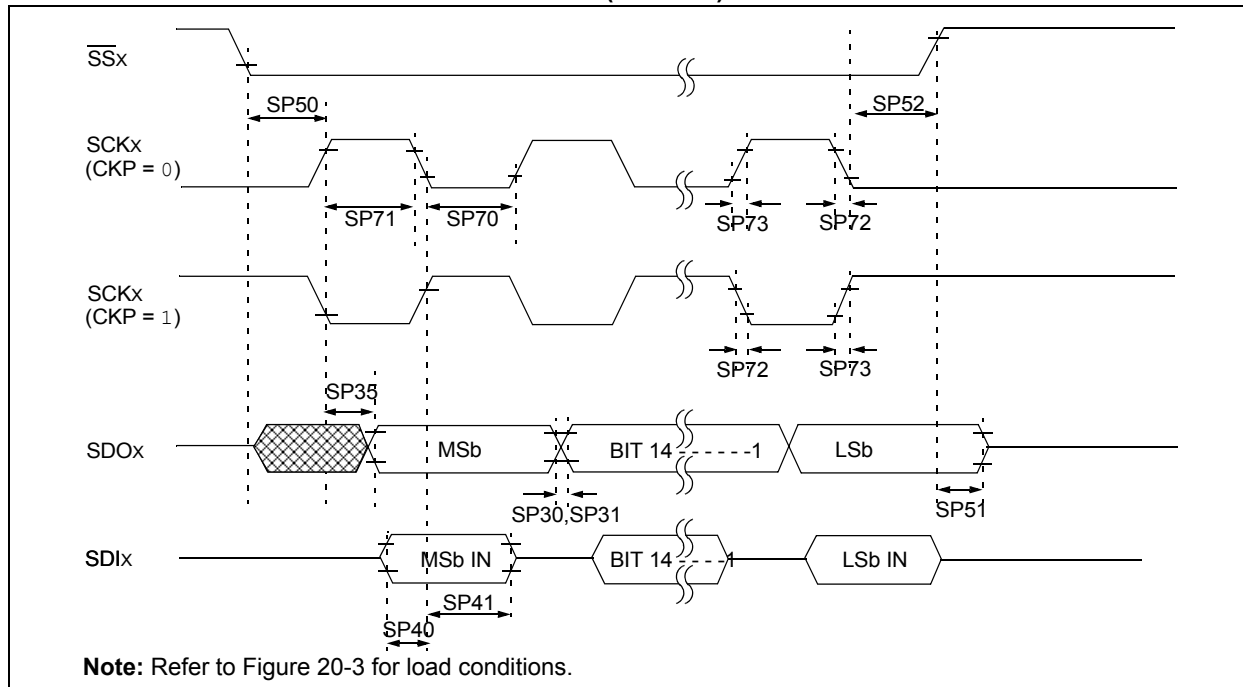 SSx
SP50
SP52
SCKx
(CKP = 0)
SP71
SP70
SP73
SP72
SCKx
(CKP = 1)
SP72
SP73
SP35
SDOx
MSb
BIT 14 - - - - - -1
LSb
SP30,SP31
SP51
SDIx
MSb IN
BIT 14 - - - - -1
LSb IN
SP41
SP40
Note: Refer to Figure 20-3 for load conditions.